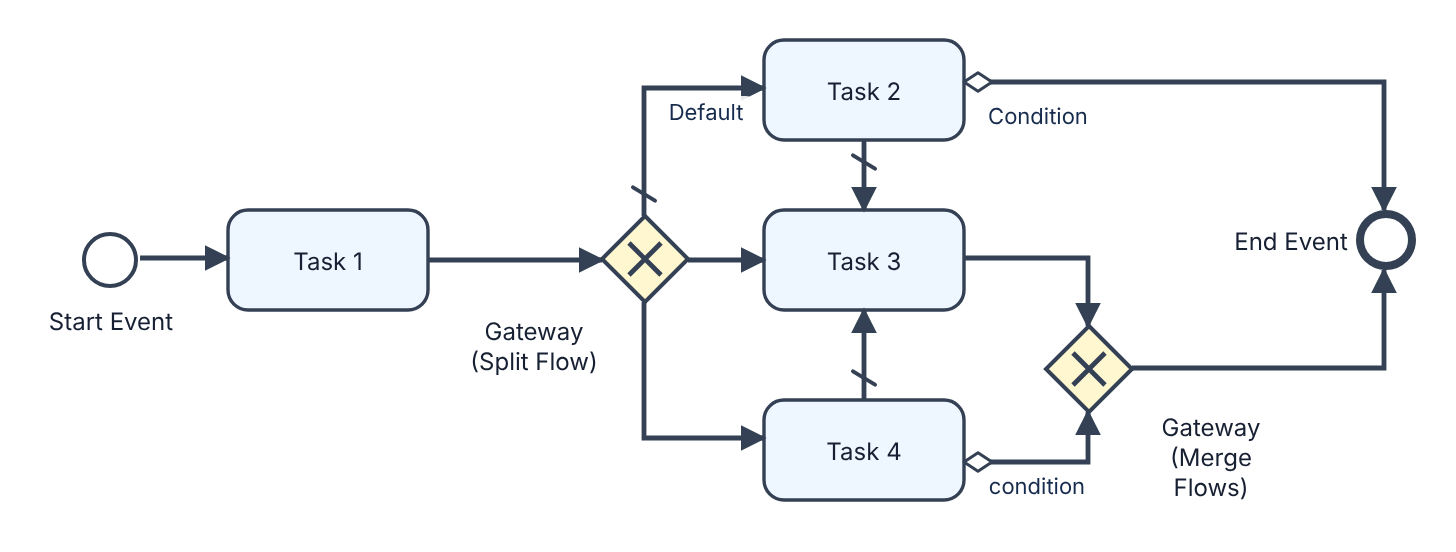 Task 2
Default
Condition
Task 1
Task 3
End Event
Start Event
Gateway
(Split Flow)
Task 4
condition
Gateway
(Merge
Flows)